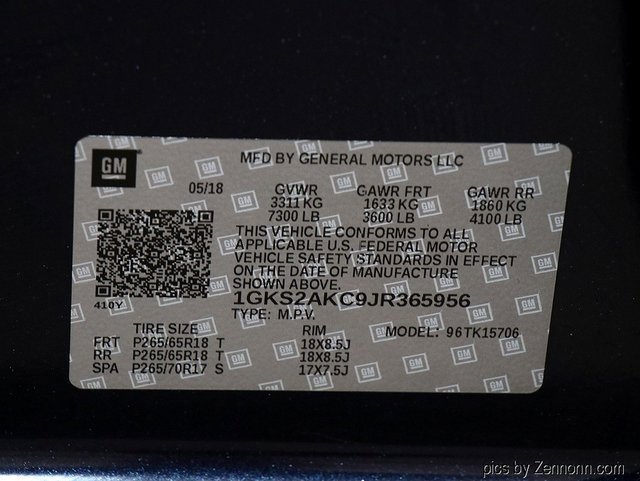 GM
MFD BY GENERAL MOTORS LLC
05/18 GVWR GAWR FRT GAWR RR
3311 KG 1633 KG 1860 KG
7300 LB 3600 LB 4100 LB
THIS VEHICLE CONFORMS TO ALL
APPLICABLE U.S. FEDERAL MOTOR
VEHICLE SAFETY STANDARDS IN EFFECT
ON THE DATE OF MANUFACTURE
SHOWN ABOVE.
410Y
1GKS2AKC9JR365956
TYPE: M.P.V.
TIRE SIZE RIM MODEL: 96TK15706
FRT P265/65R18 T 18X8.5J
RR P265/65R18 T 18X8.5J
SPA P265/70R17 S 17X7.5J
pics by Zennonn.com